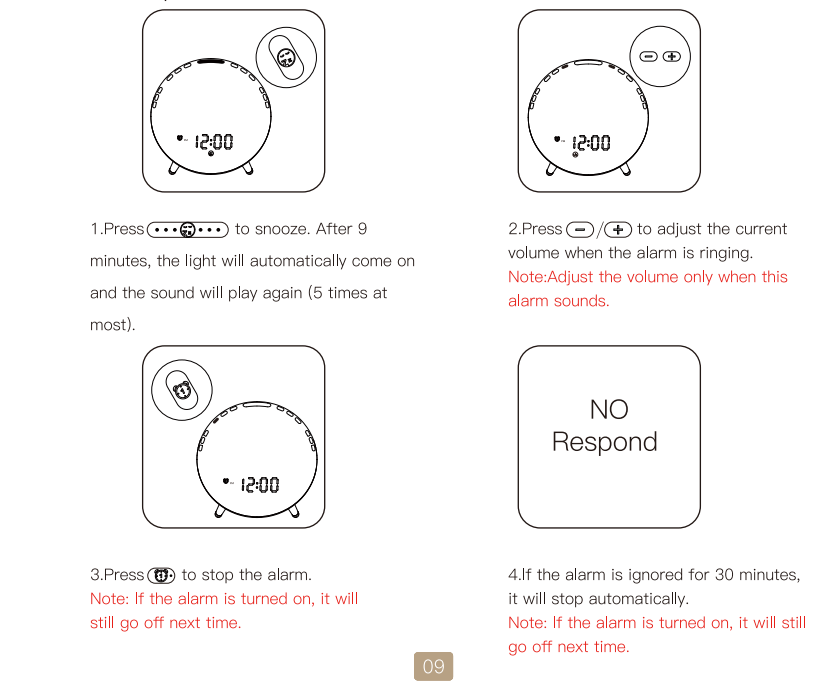 12:00
12:00
1.Press to snooze. After 9
minutes, the light will automatically come on
and the sound will play again (5 times at
most).
2.Press −/+ to adjust the current
volume when the alarm is ringing.
Note:Adjust the volume only when this
alarm sounds.
12:00
NO
Respond
3.Press to stop the alarm.
Note: If the alarm is turned on, it will
still go off next time.
4.If the alarm is ignored for 30 minutes,
it will stop automatically.
Note: If the alarm is turned on, it will still
go off next time.
09